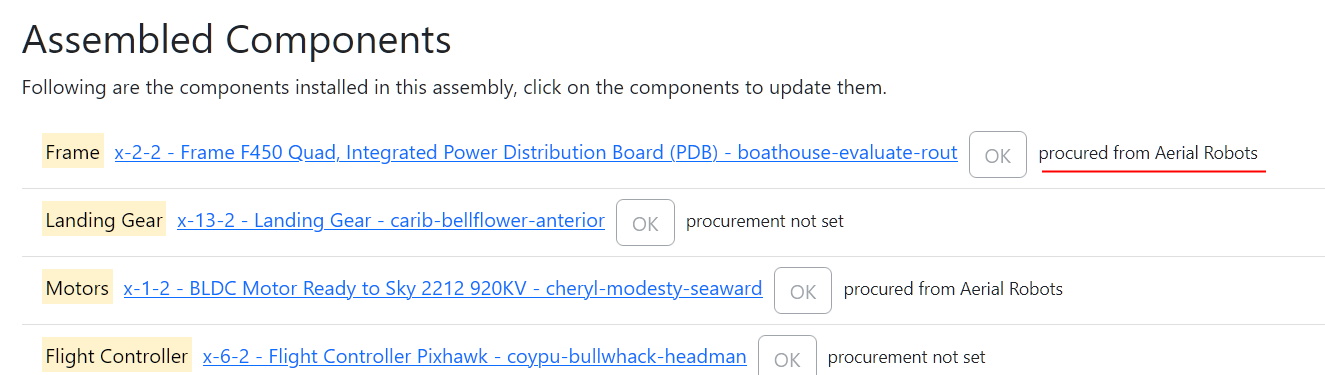 Assembled Components
Following are the components installed in this assembly, click on the components to update them.
Frame x-2-2 - Frame F450 Quad, Integrated Power Distribution Board (PDB) - boathouse-evaluate-rout OK procured from Aerial Robots
Landing Gear x-13-2 - Landing Gear - carib-bellflower-anterior OK procurement not set
Motors x-1-2 - BLDC Motor Ready to Sky 2212 920KV - cheryl-modesty-seaward OK procured from Aerial Robots
Flight Controller x-6-2 - Flight Controller Pixhawk - coypu-bullwhack-headman OK procurement not set